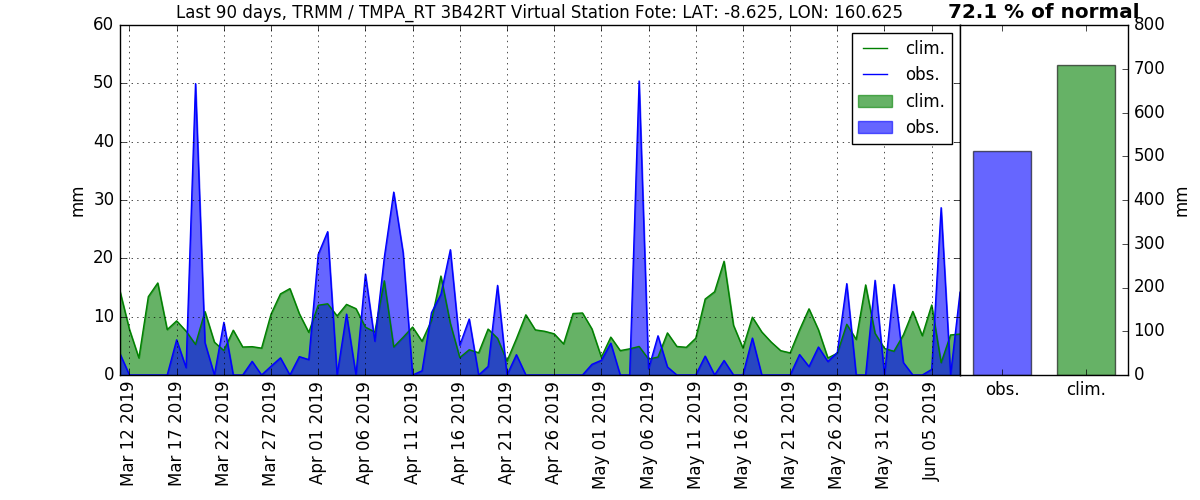 Last 90 days, TRMM / TMPA_RT 3B42RT Virtual Station Fote: LAT: -8.625, LON: 160.625
72.1 % of normal
60
50
40
30
20
10
0
mm
clim.
obs.
clim.
obs.
800
700
600
500
400
300
200
100
0
mm
Mar 12 2019
Mar 17 2019
Mar 22 2019
Mar 27 2019
Apr 01 2019
Apr 06 2019
Apr 11 2019
Apr 16 2019
Apr 21 2019
Apr 26 2019
May 01 2019
May 06 2019
May 11 2019
May 16 2019
May 21 2019
May 26 2019
May 31 2019
Jun 05 2019
obs.
clim.